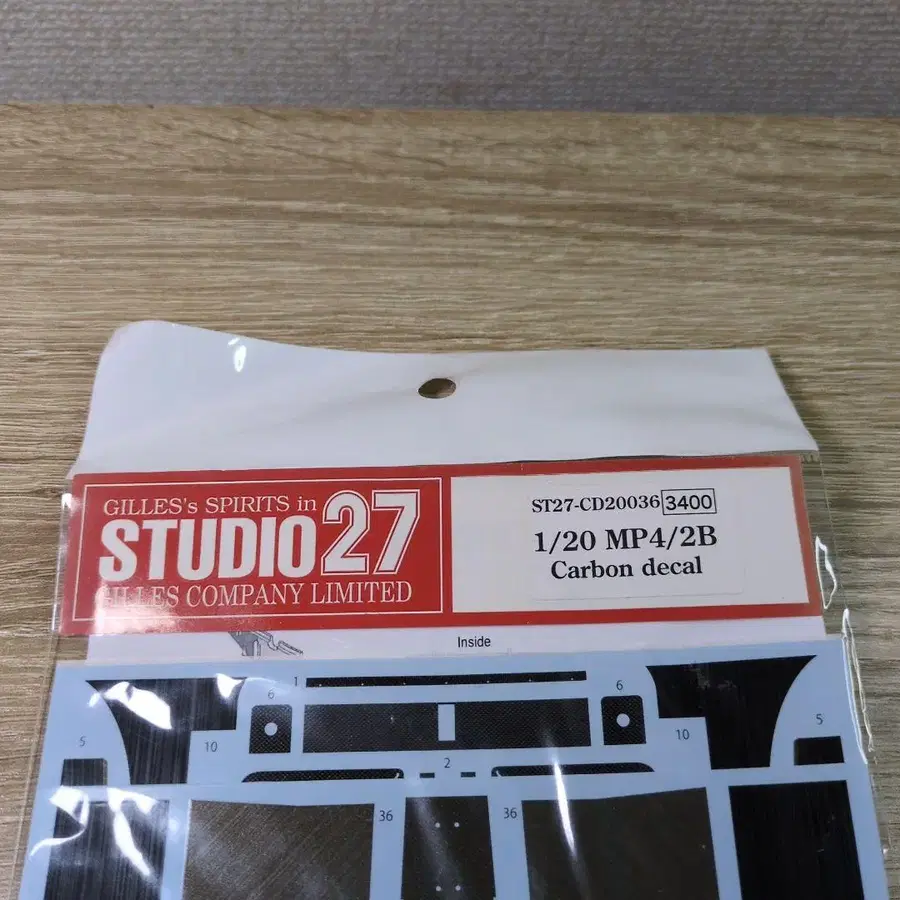 GILLES's SPIRITS in
STUDIO27
GILLES COMPANY LIMITED
ST27-CD20036 3400
1/20 MP4/2B
Carbon decal
Inside
1
6
6
5
5
10
10
2
36
36